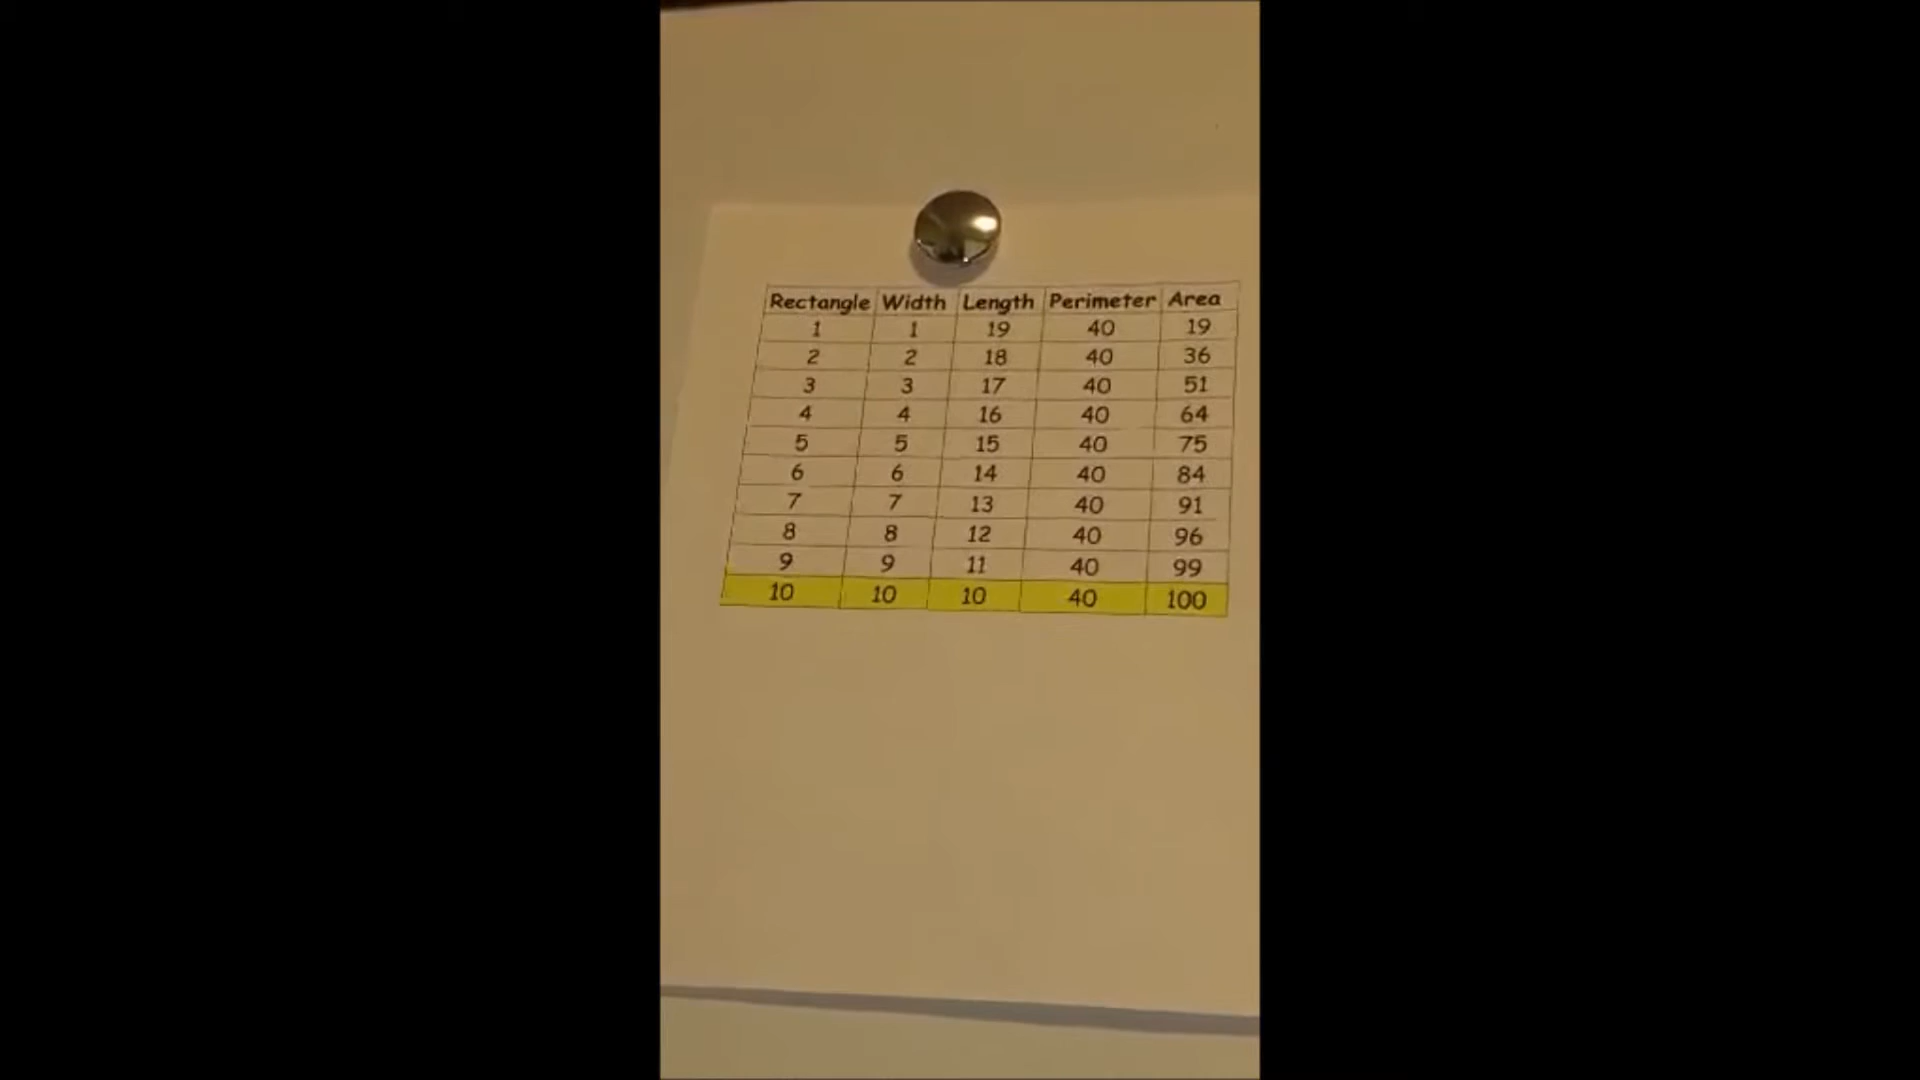 Rectangle Width Length Perimeter Area
1 1 19 40 19
2 2 18 40 36
3 3 17 40 51
4 4 16 40 64
5 5 15 40 75
6 6 14 40 84
7 7 13 40 91
8 8 12 40 96
9 9 11 40 99
10 10 10 40 100